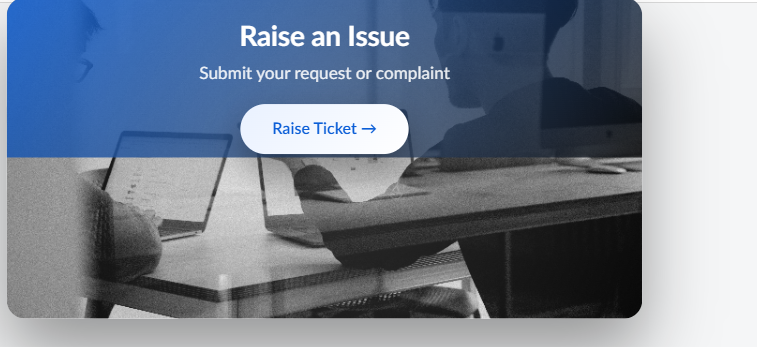 Raise an Issue
Submit your request or complaint
Raise Ticket →